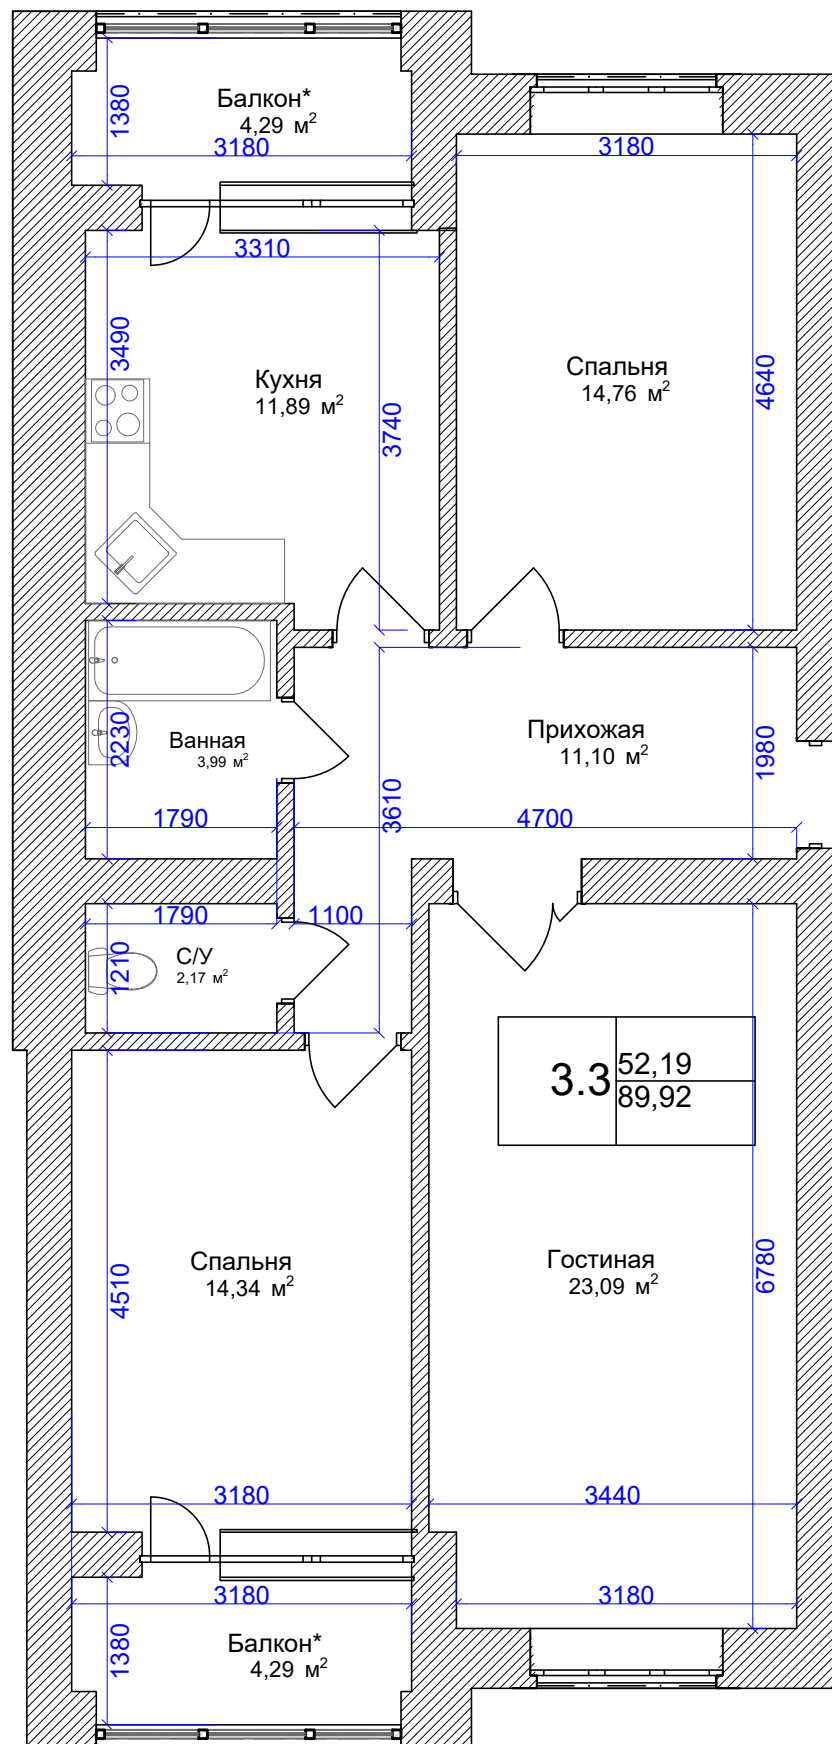 Балкон*
4,29 м²
1380
3180
3180
3310
3490
Кухня
11,89 м²
3740
Спальня
14,76 м²
4640
2230
Ванная
3,99 м²
1790
3610
Прихожая
11,10 м²
1980
4700
1790
1100
1210
С/У
2,17 м²
3.3
52,19
89,92
4510
Спальня
14,34 м²
Гостиная
23,09 м²
6780
3180
3440
3180
3180
1380
Балкон*
4,29 м²